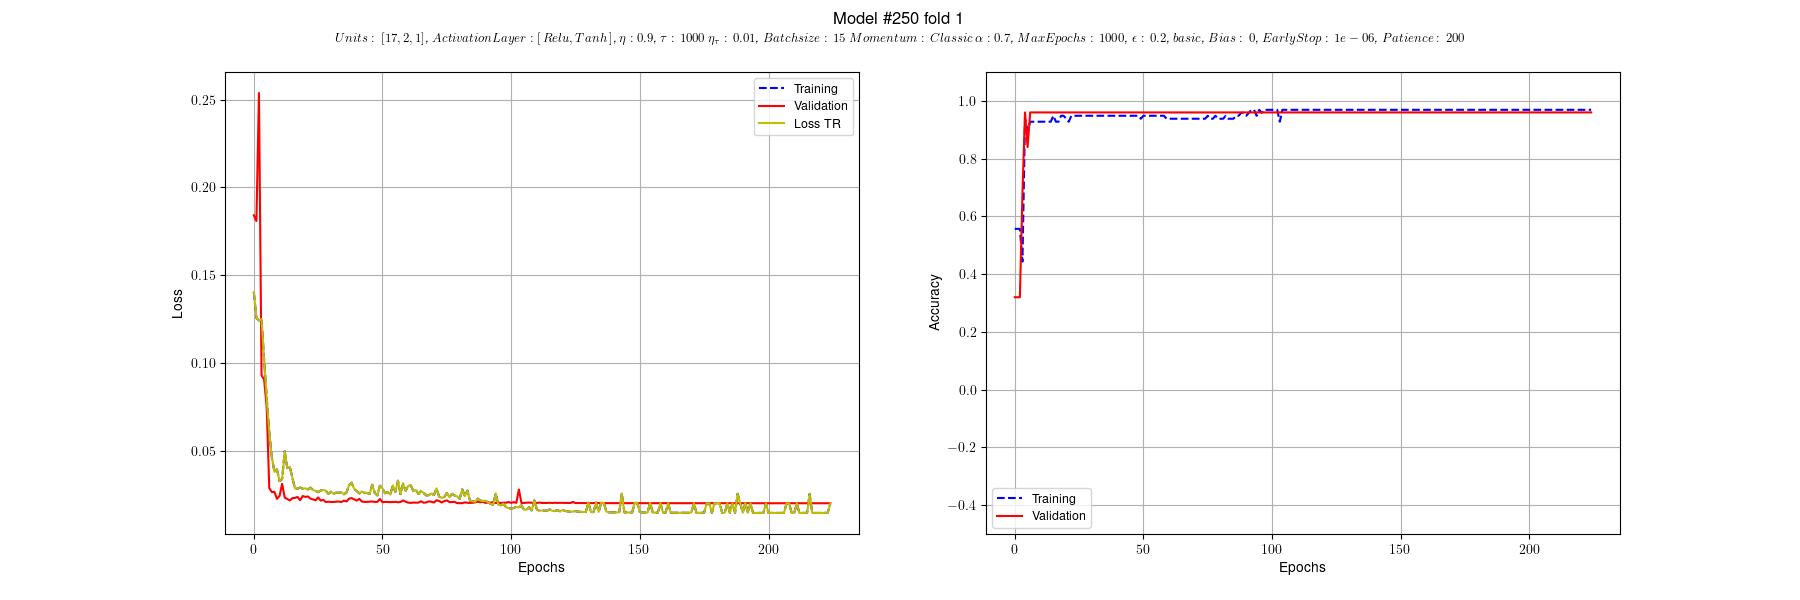 Model #250 fold 1
Units : [17, 2, 1], ActivationLayer : [Relu, Tanh], η : 0.9, τ : 1000 ητ : 0.01, Batchsize : 15 Momentum : Classic α : 0.7, MaxEpochs : 1000, ϵ : 0.2, basic, Bias : 0, EarlyStop : 1e − 06, Patience : 200
0.25
0.20
0.15
0.10
0.05
Loss
Training
Validation
Loss TR
0 50 100 150 200
Epochs
1.0
0.8
0.6
0.4
0.2
0.0
−0.2
−0.4
Accuracy
Training
Validation
0 50 100 150 200
Epochs